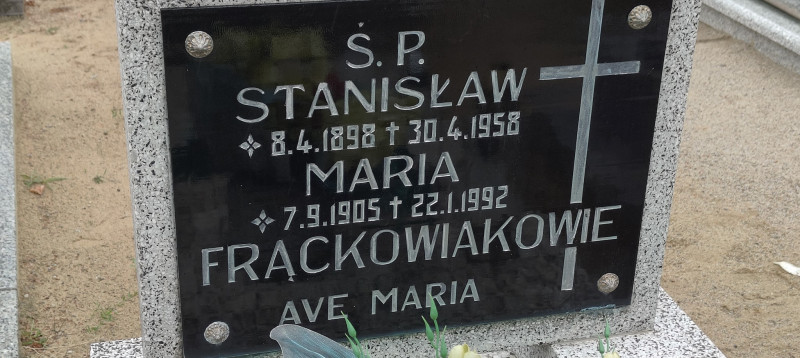 Ś. P.
STANISŁAW
✧ 8.4.1898 † 30.4.1958
MARIA
✧ 7.9.1905 † 22.1.1992
FRĄCKOWIAKOWIE
AVE MARIA